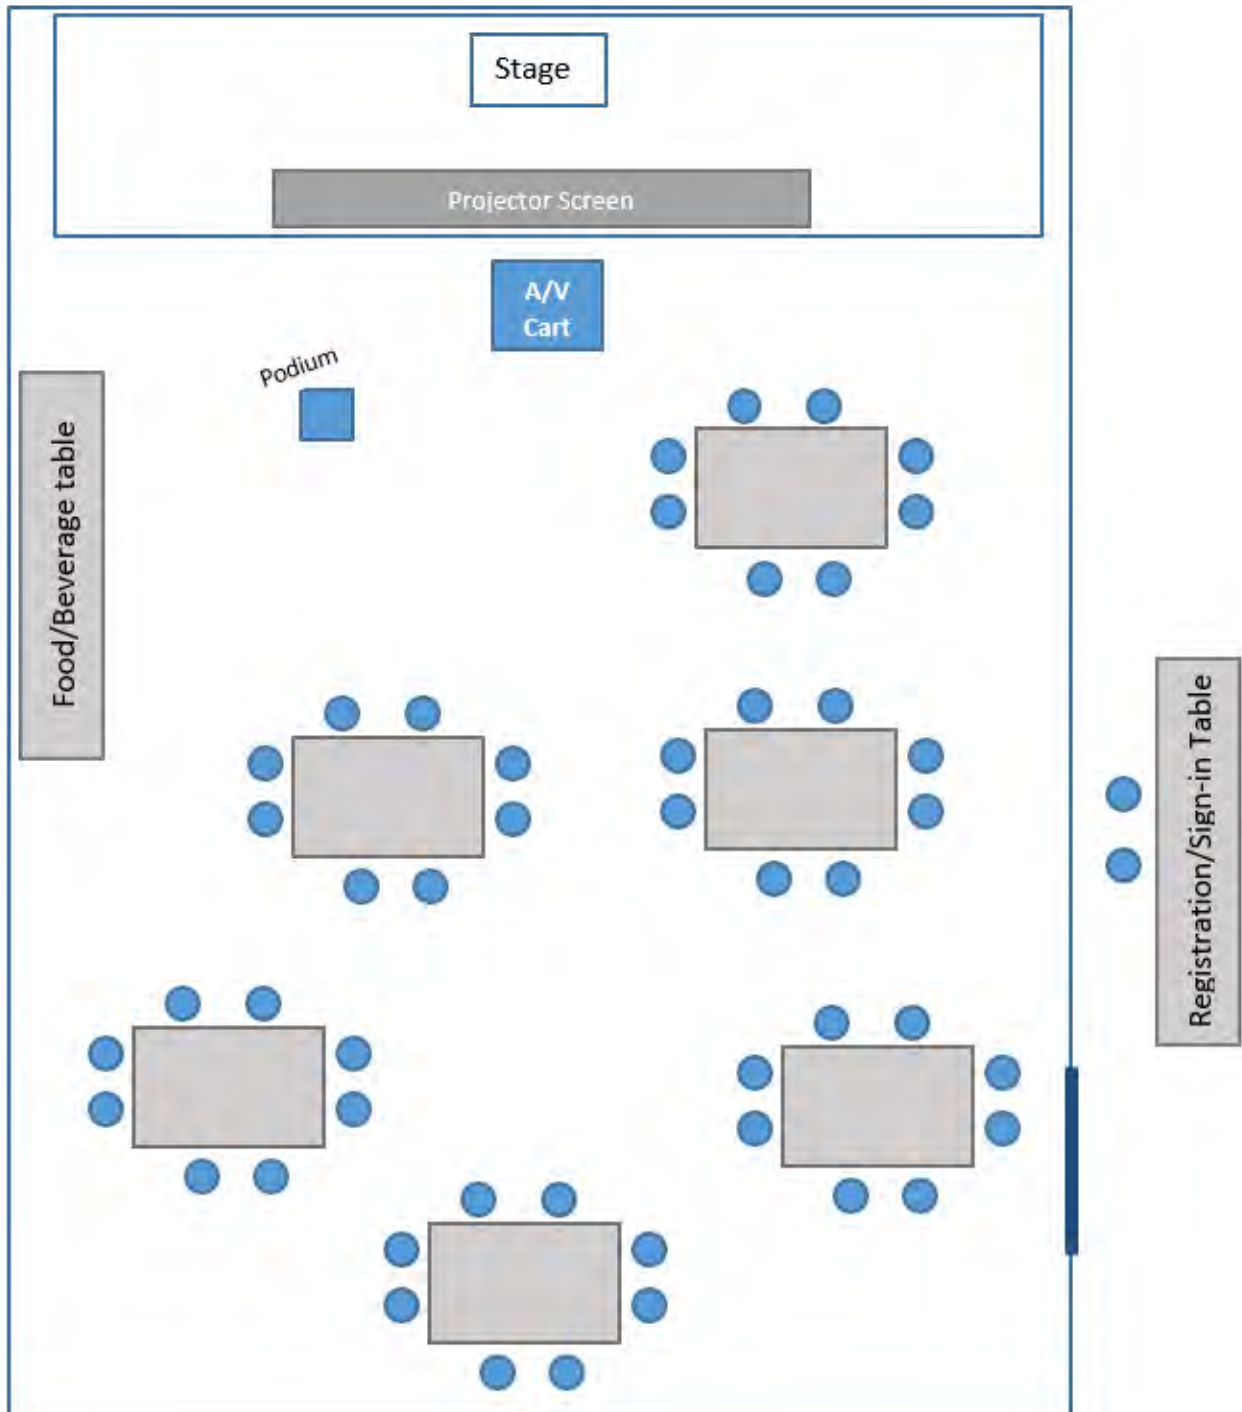 Stage
Projector Screen
A/V
Cart
Podium
Food/Beverage table
Registration/Sign-in Table